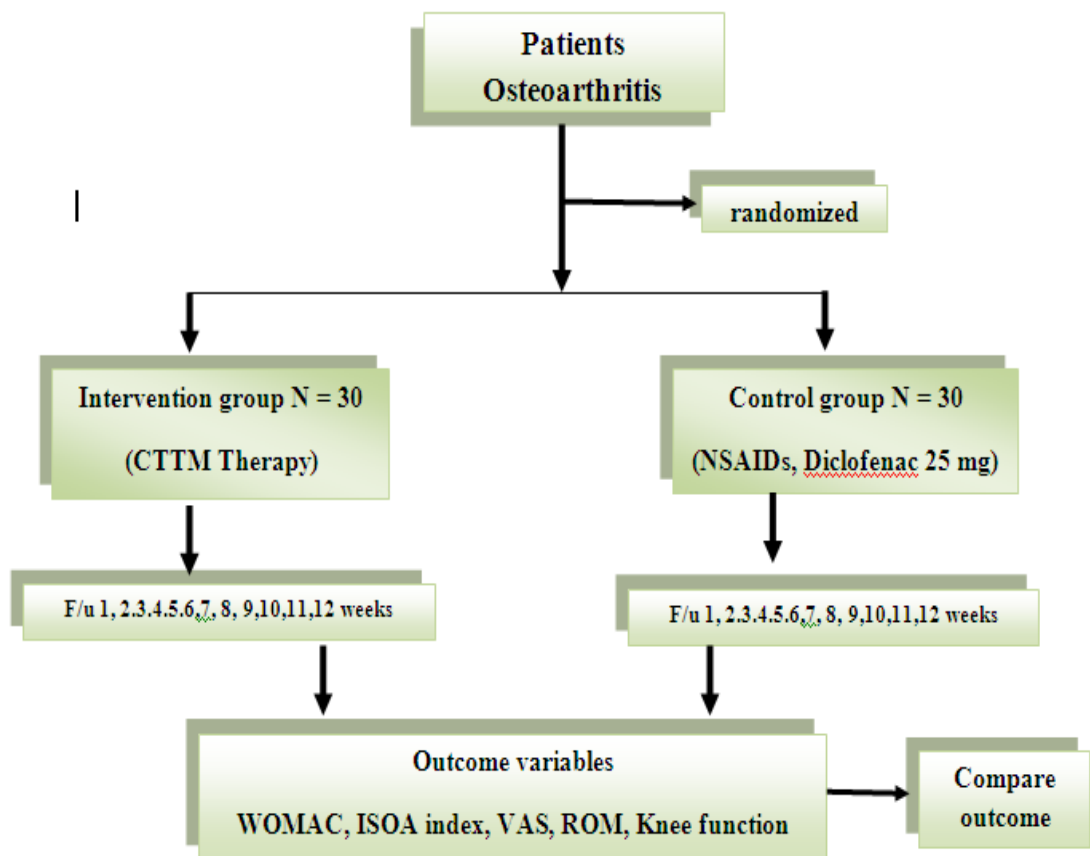 Patients
Osteoarthritis
randomized
Intervention group N = 30
(CTTM Therapy)
Control group N = 30
(NSAIDs, Diclofenac 25 mg)
F/u 1, 2.3.4.5.6,7, 8, 9,10,11,12 weeks
F/u 1, 2.3.4.5.6,7, 8, 9,10,11,12 weeks
Outcome variables
WOMAC, ISOA index, VAS, ROM, Knee function
Compare
outcome